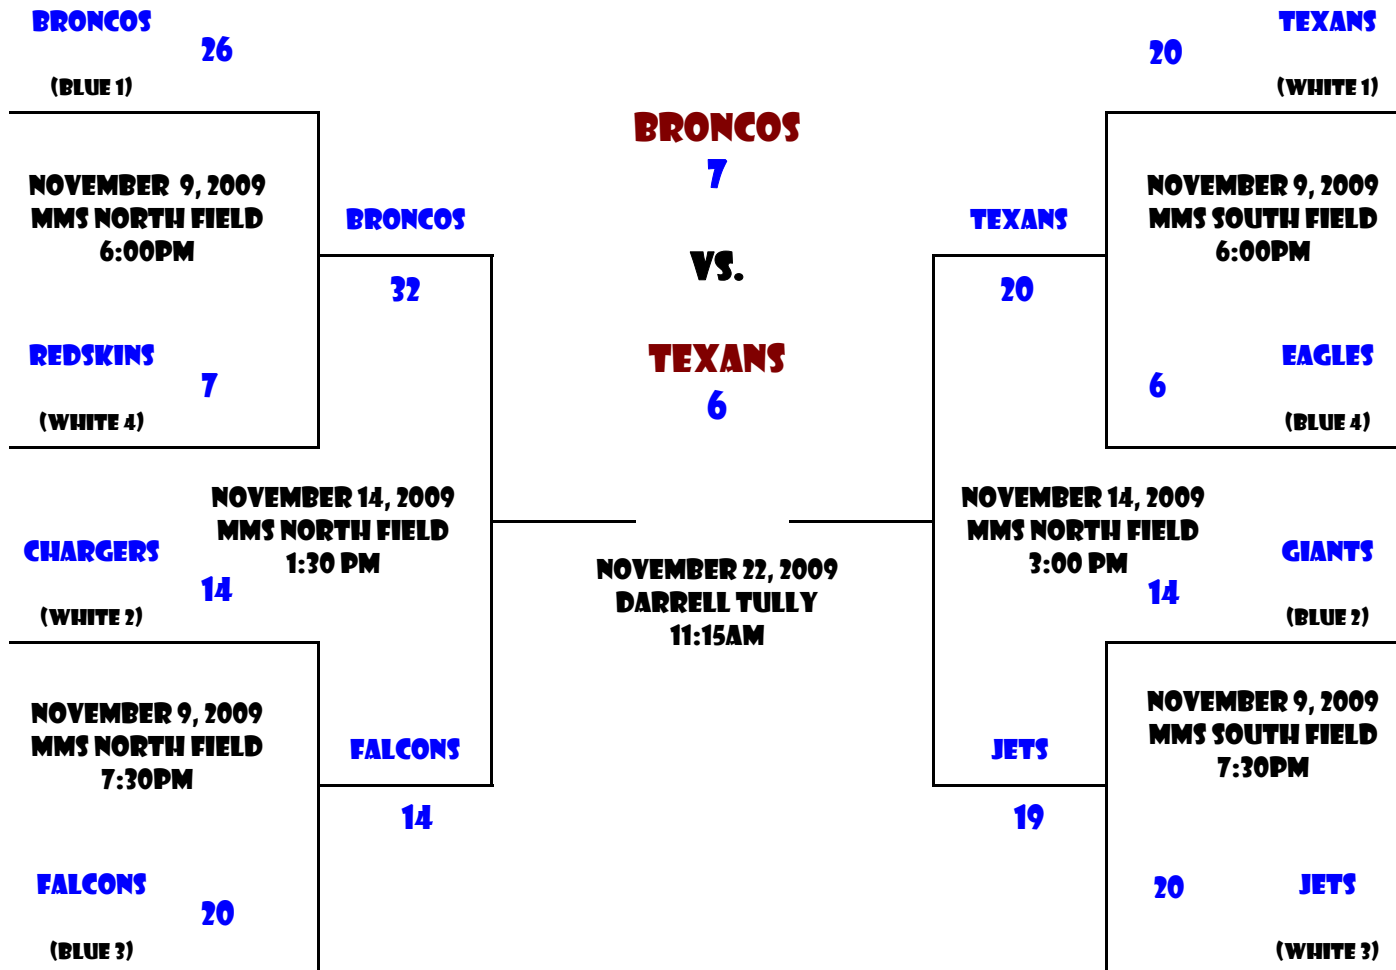 BRONCOS
26
(BLUE 1)
NOVEMBER 9, 2009
MMS NORTH FIELD
6:00PM
REDSKINS
7
(WHITE 4)
BRONCOS
32
CHARGERS
14
(WHITE 2)
NOVEMBER 14, 2009
MMS NORTH FIELD
1:30 PM
NOVEMBER 9, 2009
MMS NORTH FIELD
7:30PM
FALCONS
20
(BLUE 3)
FALCONS
14
BRONCOS
7
VS.
TEXANS
6
NOVEMBER 22, 2009
DARRELL TULLY
11:15AM
TEXANS
20
NOVEMBER 14, 2009
MMS NORTH FIELD
3:00 PM
JETS
19
TEXANS
20
(WHITE 1)
NOVEMBER 9, 2009
MMS SOUTH FIELD
6:00PM
EAGLES
6
(BLUE 4)
GIANTS
14
(BLUE 2)
NOVEMBER 9, 2009
MMS SOUTH FIELD
7:30PM
20
JETS
(WHITE 3)